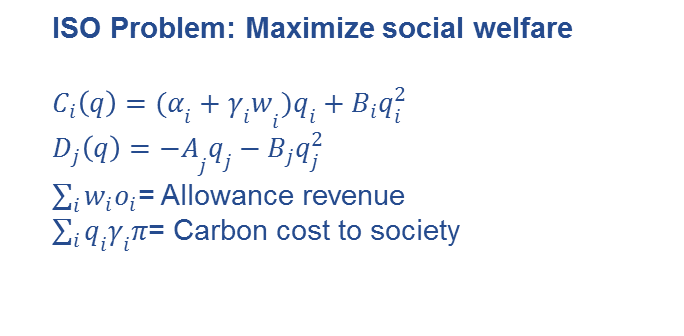 ISO Problem: Maximize social welfare
𝐶ᵢ(𝑞) = (𝛼ᵢ + 𝛾ᵢ𝑤ᵢ)𝑞ᵢ + 𝐵ᵢ𝑞ᵢ²
𝐷ⱼ(𝑞) = −𝐴ⱼ𝑞ⱼ − 𝐵ⱼ𝑞ⱼ²
∑ᵢ 𝑤ᵢ𝑜ᵢ= Allowance revenue
∑ᵢ 𝑞ᵢ𝛾ᵢ𝜋= Carbon cost to society